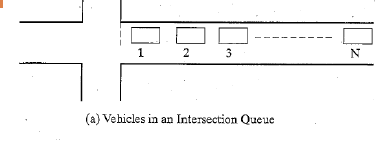 1 2 3 N
(a) Vehicles in an Intersection Queue